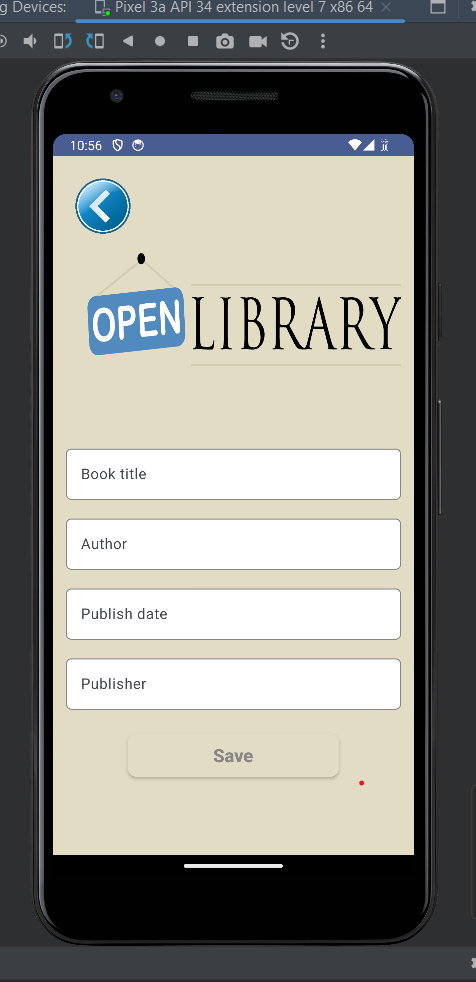 g Devices: Pixel 3a API 34 extension level 7 x86 64
10:56
OPEN LIBRARY
Book title
Author
Publish date
Publisher
Save